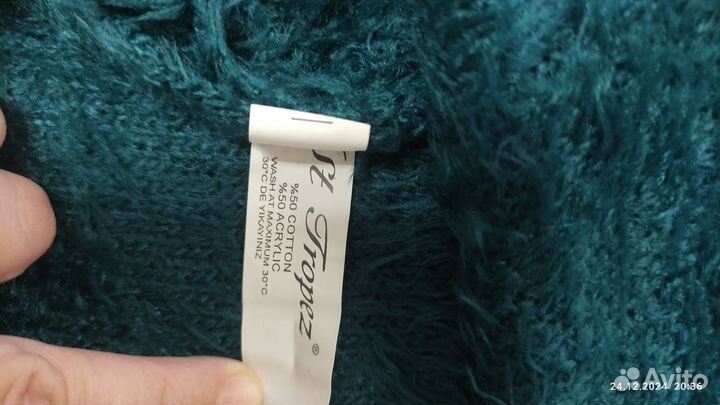 St Tropez ®
%50 COTTON
%50 ACRYLIC
WASH AT MAXIMUM 30°C
30°C DE YIKAYINIZ
Avito
24.12.2024 20:36